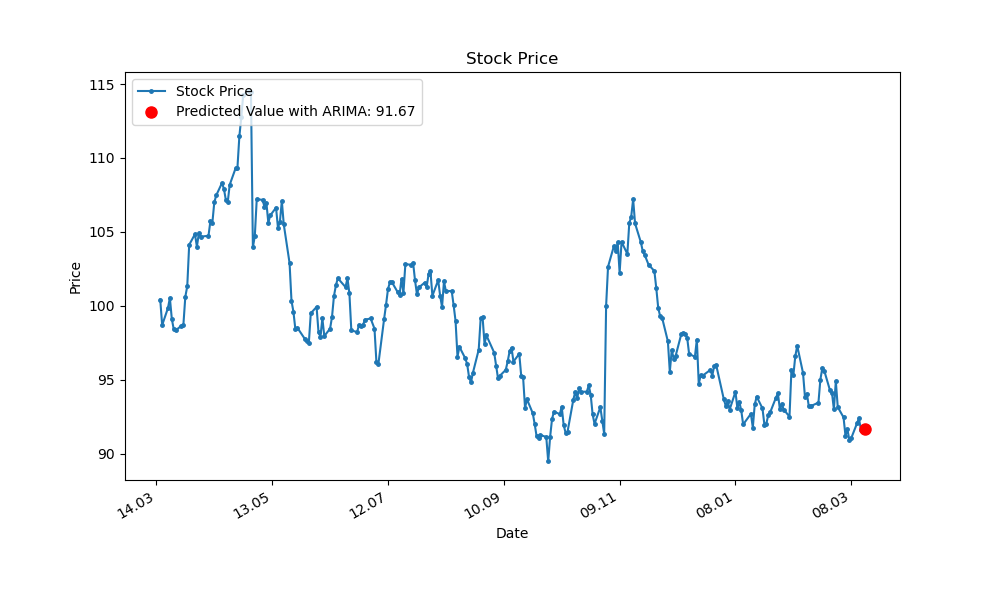 Stock Price
Stock Price
Predicted Value with ARIMA: 91.67
115
110
105
100
95
90
Price
14.03 13.05 12.07 10.09 09.11 08.01 08.03
Date